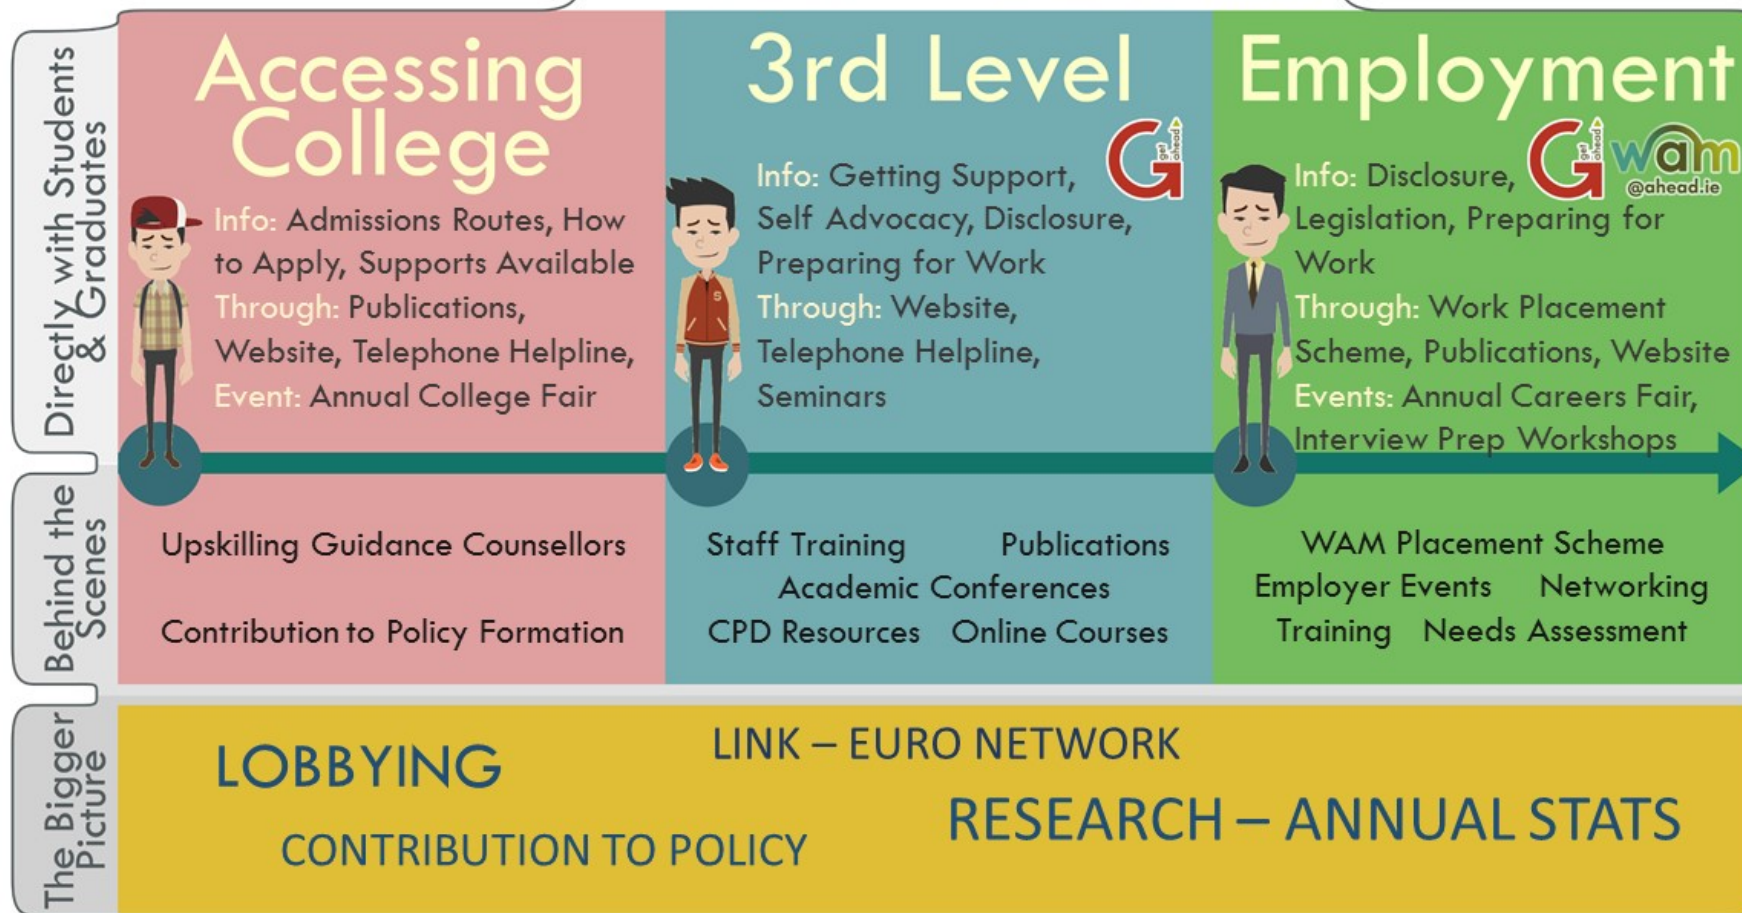 Directly with Students
& Graduates
Accessing
College
Info: Admissions Routes, How
to Apply, Supports Available
Through: Publications,
Website, Telephone Helpline,
Event: Annual College Fair
3rd Level
G get ahead
Info: Getting Support,
Self Advocacy, Disclosure,
Preparing for Work
Through: Website,
Telephone Helpline,
Seminars
S
Employment
G get ahead
wam
@ahead.ie
Info: Disclosure,
Legislation, Preparing for
Work
Through: Work Placement
Scheme, Publications, Website
Events: Annual Careers Fair,
Interview Prep Workshops
Behind the
Scenes
Upskilling Guidance Counsellors
Contribution to Policy Formation
Staff Training Publications
Academic Conferences
CPD Resources Online Courses
WAM Placement Scheme
Employer Events Networking
Training Needs Assessment
The Bigger
Picture
LOBBYING
LINK – EURO NETWORK
CONTRIBUTION TO POLICY
RESEARCH – ANNUAL STATS